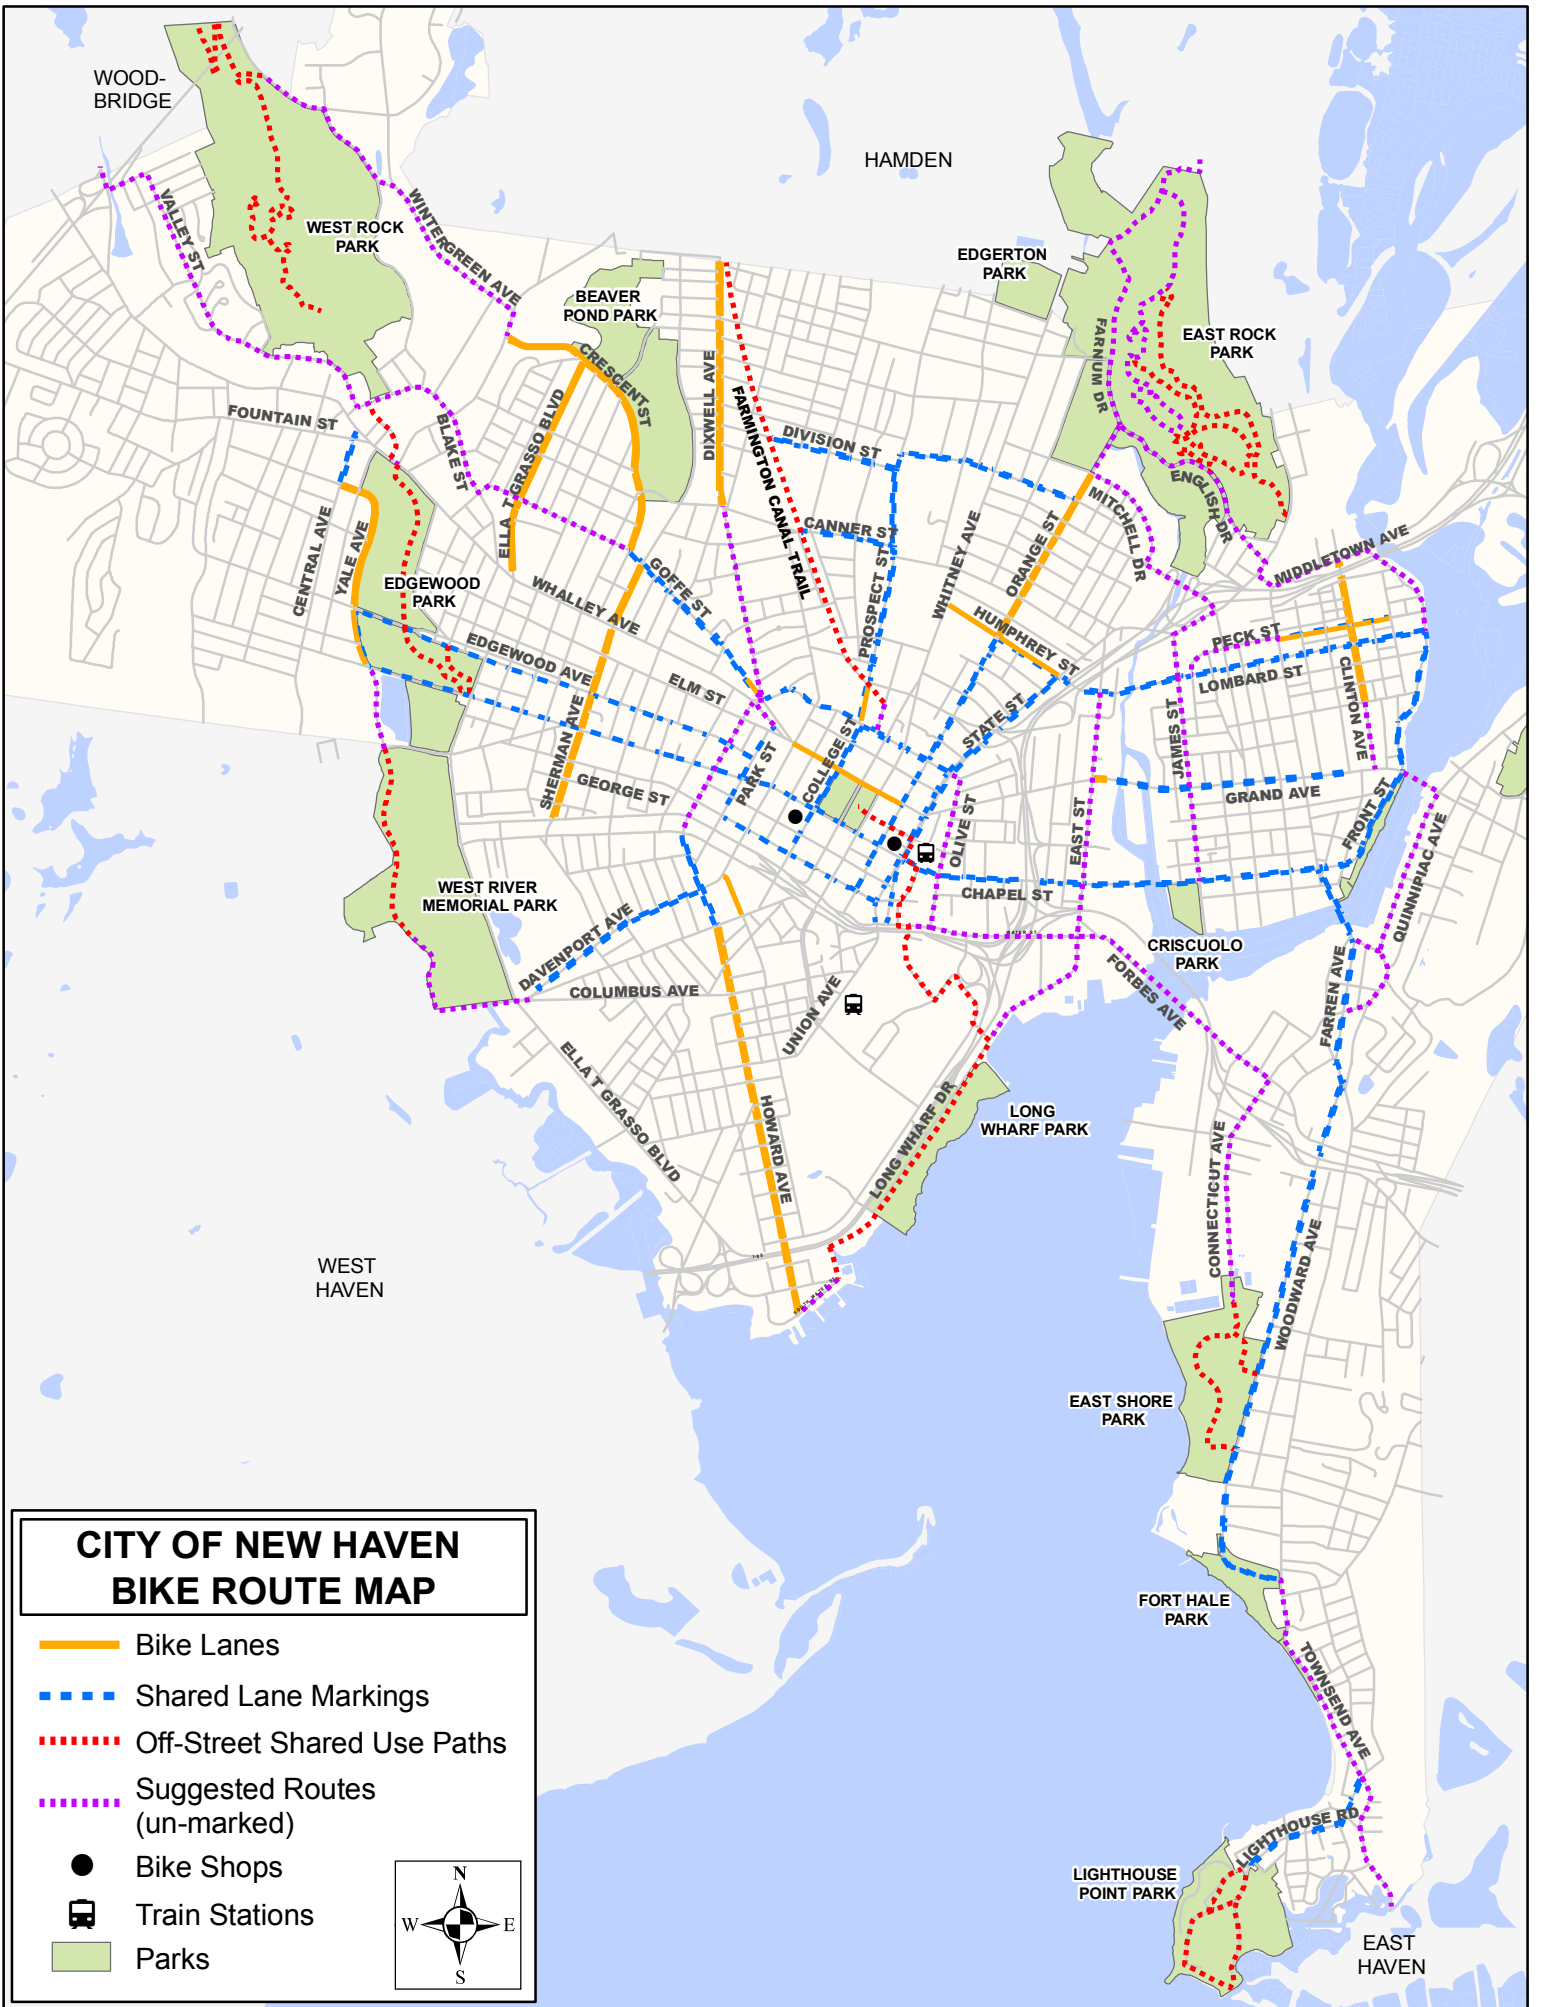 WOOD-
BRIDGE
HAMDEN
VALLEY ST
WEST ROCK
PARK
WINTERGREEN AVE
EDGERTON
PARK
BEAVER
POND PARK
FARNUM DR
EAST ROCK
PARK
CRESCENT ST
DIXWELL AVE
FARMINGTON CANAL TRAIL
FOUNTAIN ST
BLAKE ST
ELLA T GRASSO BLVD
DIVISION ST
ENGLISH DR
MITCHELL DR
CANNER ST
WHITNEY AVE
ORANGE ST
MIDDLETOWN AVE
CENTRAL AVE
YALE AVE
EDGEWOOD
PARK
WHALLEY AVE
GOFFE ST
PROSPECT ST
HUMPHREY ST
PECK ST
EDGEWOOD AVE
ELM ST
LOMBARD ST
CLINTON AVE
STATE ST
JAMES ST
SHERMAN AVE
PARK ST
COLLEGE ST
GEORGE ST
OLIVE ST
EAST ST
GRAND AVE
FRONT ST
QUINNIPIAC AVE
WEST RIVER
MEMORIAL PARK
CHAPEL ST
DAVENPORT AVE
WATER ST
CRISCUOLO
PARK
COLUMBUS AVE
UNION AVE
FORBES AVE
FARREN AVE
ELLA T GRASSO BLVD
HOWARD AVE
LONG WHARF DR
LONG
WHARF PARK
CONNECTICUT AVE
WOODWARD AVE
WEST
HAVEN
I-95
SOUTH WATER ST
EAST SHORE
PARK
FORT HALE
PARK
TOWNSEND AVE
LIGHTHOUSE RD
LIGHTHOUSE
POINT PARK
EAST
HAVEN
CITY OF NEW HAVEN
BIKE ROUTE MAP
Bike Lanes
Shared Lane Markings
Off-Street Shared Use Paths
Suggested Routes
(un-marked)
Bike Shops
Train Stations
Parks
N
W E
S